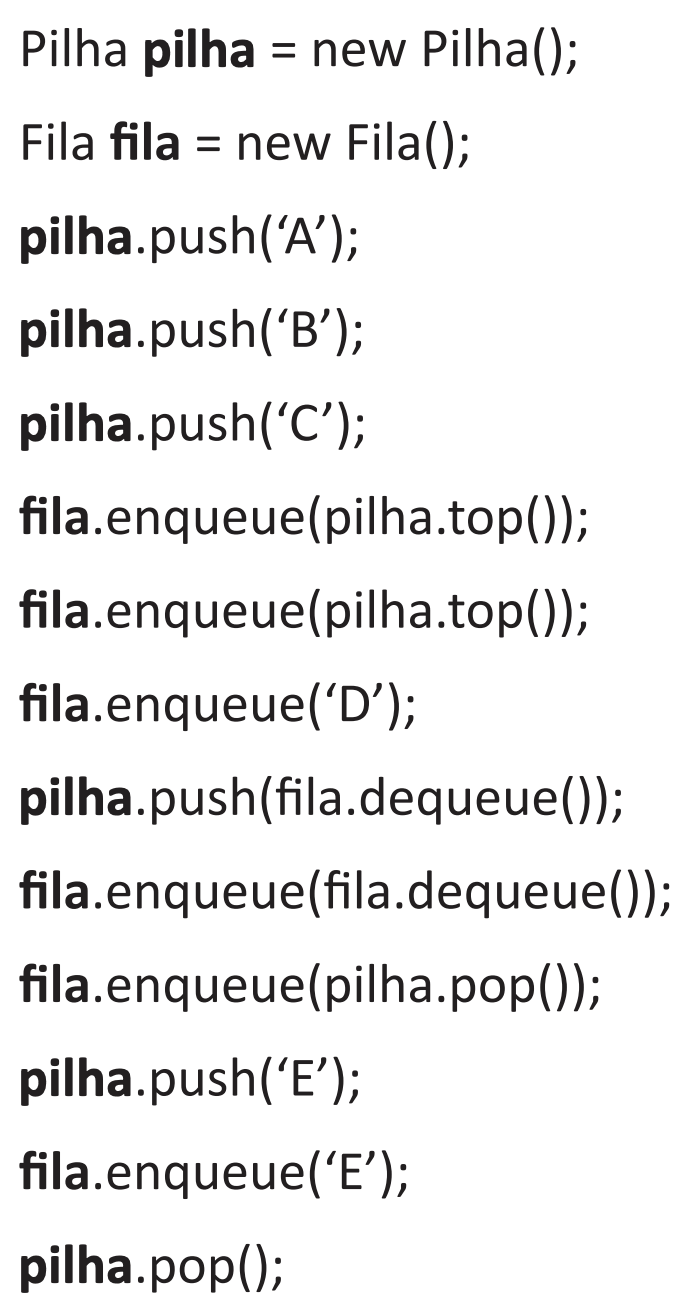 Pilha pilha = new Pilha();
Fila fila = new Fila();
pilha.push(‘A’);
pilha.push(‘B’);
pilha.push(‘C’);
fila.enqueue(pilha.top());
fila.enqueue(pilha.top());
fila.enqueue(‘D’);
pilha.push(fila.dequeue());
fila.enqueue(fila.dequeue());
fila.enqueue(pilha.pop());
pilha.push(‘E’);
fila.enqueue(‘E’);
pilha.pop();